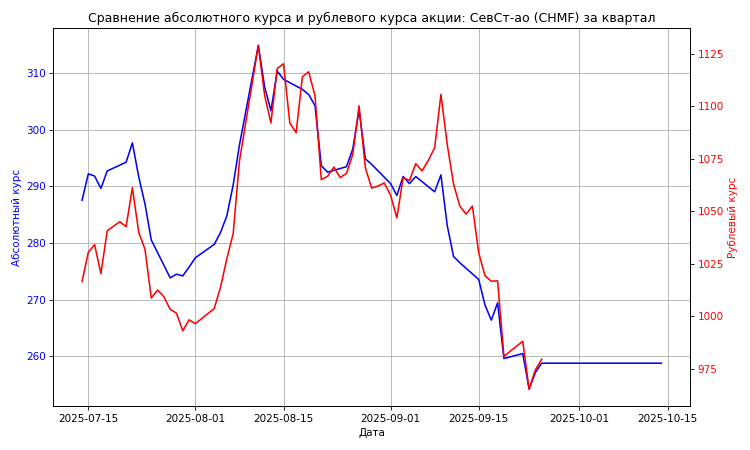 Сравнение абсолютного курса и рублевого курса акции: СевСт-ао (CHMF) за квартал
Абсолютный курс
310
300
290
280
270
260
1125
1100
1075
1050
1025
1000
975
Рублевый курс
2025-07-15 2025-08-01 2025-08-15 2025-09-01 2025-09-15 2025-10-01 2025-10-15
Дата